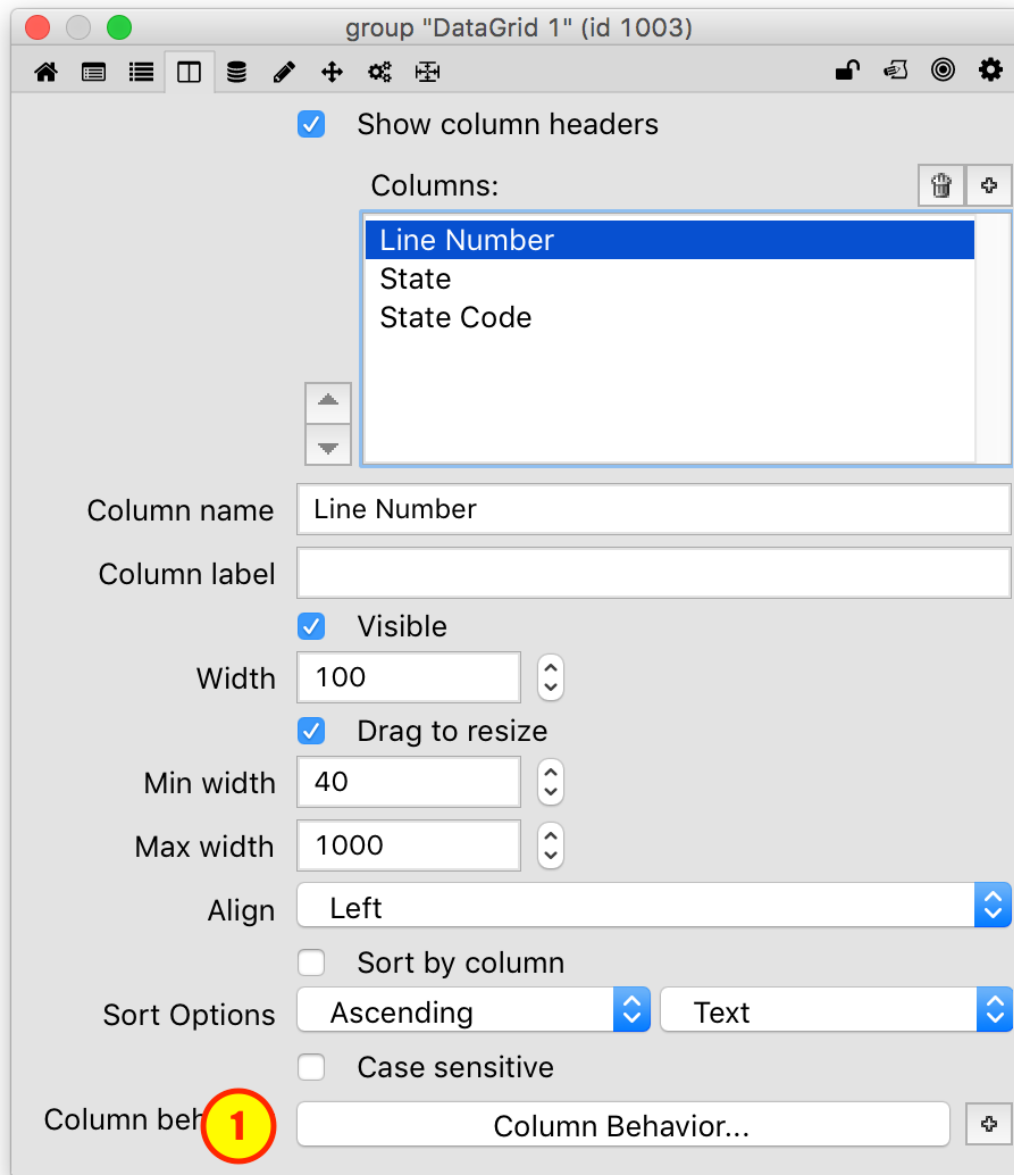 group "DataGrid 1" (id 1003)
Show column headers
Columns:
Line Number
State
State Code
Column name Line Number
Column label
Visible
Width 100
Drag to resize
Min width 40
Max width 1000
Align Left
Sort by column
Sort Options Ascending Text
Case sensitive
Column 1 Column Behavior...